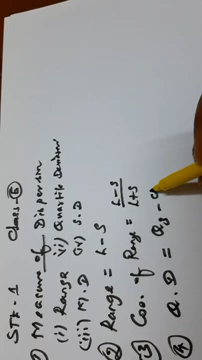 STA - 1 Class - 6
1) Measure of Dispersion
(i) Range (ii) Quartile Deviation
(iii) M.D (iv) S.D
2) Range = L - S
3) Coe. of Range = L-S / L+S
4) Q.D = Q3 -